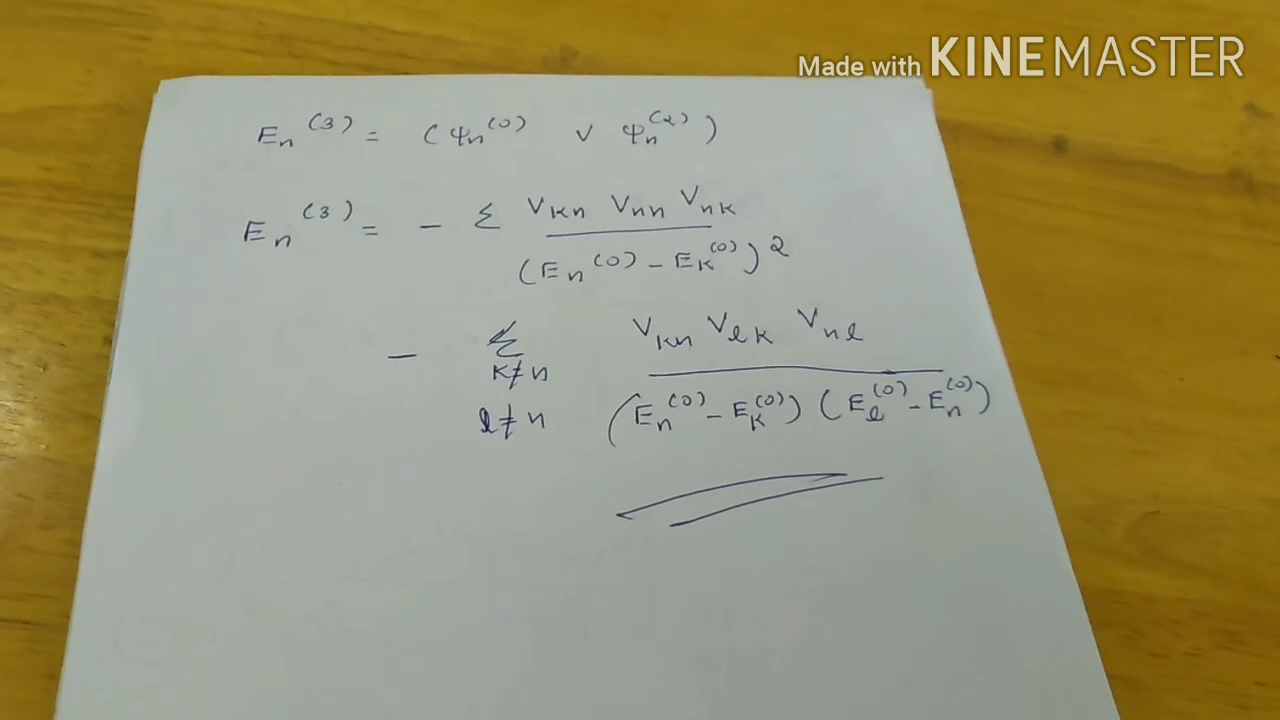 Made with KINEMASTER
Eₙ⁽³⁾ = (ψₙ⁽⁰⁾ V ψₙ⁽²⁾)
Eₙ⁽³⁾ = - Σ Vₖₙ Vₙₙ Vₙₖ
(Eₙ⁽⁰⁾ - Eₖ⁽⁰⁾)²
- Σ Vₖₙ Vₗₖ Vₙₗ
k≠n
l≠n (Eₙ⁽⁰⁾ - Eₖ⁽⁰⁾) (Eₗ⁽⁰⁾ - Eₙ⁽⁰⁾)